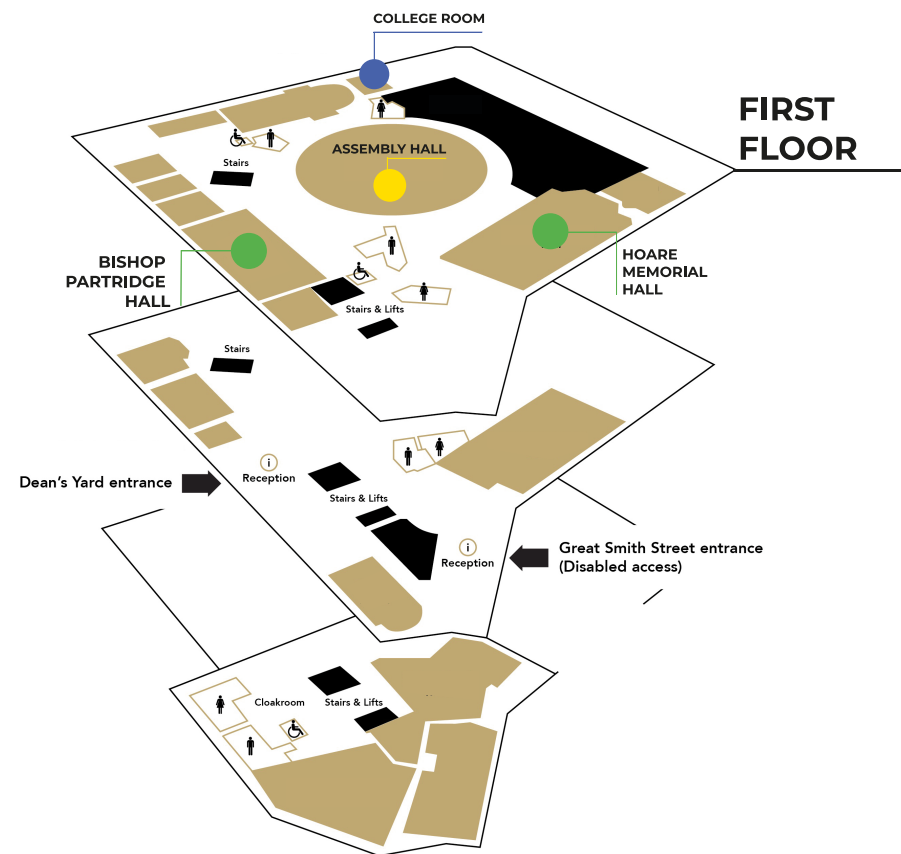 COLLEGE ROOM
FIRST
FLOOR
ASSEMBLY HALL
Stairs
BISHOP
PARTRIDGE
HALL
HOARE
MEMORIAL
HALL
Stairs & Lifts
Stairs
i
Reception
Dean's Yard entrance
Stairs & Lifts
i
Reception
Great Smith Street entrance
(Disabled access)
Cloakroom
Stairs & Lifts